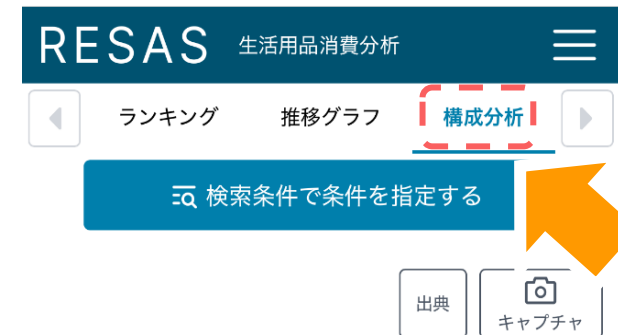 RESAS 生活用品消費分析
ランキング 推移グラフ 構成分析
検索条件で条件を指定する
出典 キャプチャ